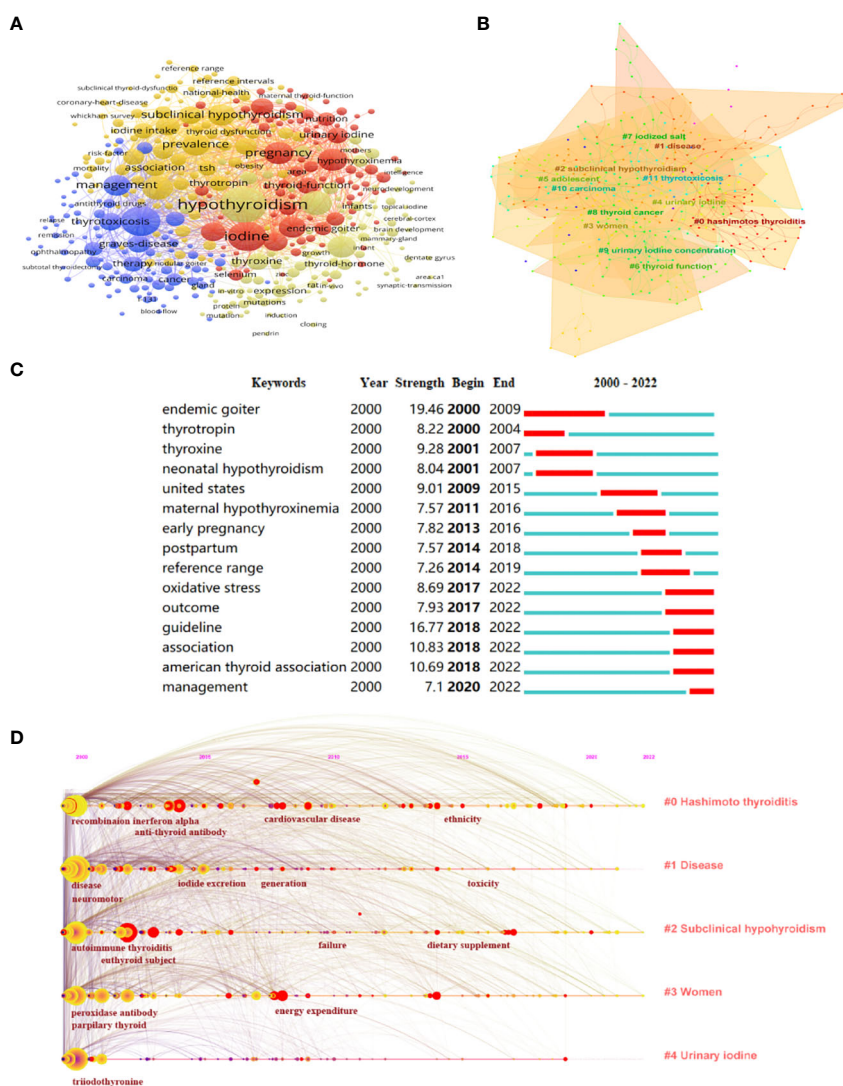 A
reference range
subclinical thyroid-dysfunctio
reference intervals
national-health
maternal thyroid-function
topical iodine
coronary-heart-disease
whickham survey
subclinical hypothyroidism
nutrition
iodine intake
thyroid dysfunction
urinary iodine
prevalence
mothers
risk-factor
pregnancy
hypothyroxinemia
mortality
association
tsh
obesity
area
intelligence
management
thyrotropin
thyroid-function
neurodevelopment
antithyroid drugs
hypothyroidism
infants
cerebral-cortex
relapse
thyrotoxicosis
brain development
remission
iodine
endemic goiter
mammary-gland
graves-disease
infant
ophthalmopathy
thyroxine
growth
dentate gyrus
subtotal thyroidectomy
therapy
nodular goiter
selenium
zinc
thyroid-hormone
carcinoma
cancer
gland
in-vitro
expression
rat
in-vivo
area ca1
synaptic-transmission
i-131
protein
mutations
blood-flow
mutation
induction
cloning
pendrin
B
#7 iodized salt
#1 disease
#2 subclinical hypothyroidism
#5 adolescent
#11 thyrotoxicosis
#10 carcinoma
#4 urinary iodine
#8 thyroid cancer
#0 hashimotos thyroiditis
#3 women
#9 urinary iodine concentration
#6 thyroid function
C
Keywords Year Strength Begin End 2000 - 2022
endemic goiter 2000 19.46 2000 2009
thyrotropin 2000 8.22 2000 2004
thyroxine 2000 9.28 2001 2007
neonatal hypothyroidism 2000 8.04 2001 2007
united states 2000 9.01 2009 2015
maternal hypothyroxinemia 2000 7.57 2011 2016
early pregnancy 2000 7.82 2013 2016
postpartum 2000 7.57 2014 2018
reference range 2000 7.26 2014 2019
oxidative stress 2000 8.69 2017 2022
outcome 2000 7.93 2017 2022
guideline 2000 16.77 2018 2022
association 2000 10.83 2018 2022
american thyroid association 2000 10.69 2018 2022
management 2000 7.1 2020 2022
D
2021 2022
#0 Hashimoto thyroiditis
recombinaion inerferon alpha
cardiovascular disease
ethnicity
anti-thyroid antibody
#1 Disease
disease
iodide excretion
generation
toxicity
neuromotor
#2 Subclinical hypohyroidism
autoimmune thyroiditis
failure
dietary supplement
euthyroid subject
#3 Women
peroxidase antibody
energy expenditure
parpilary thyroid
#4 Urinary iodine
triiodothyronine